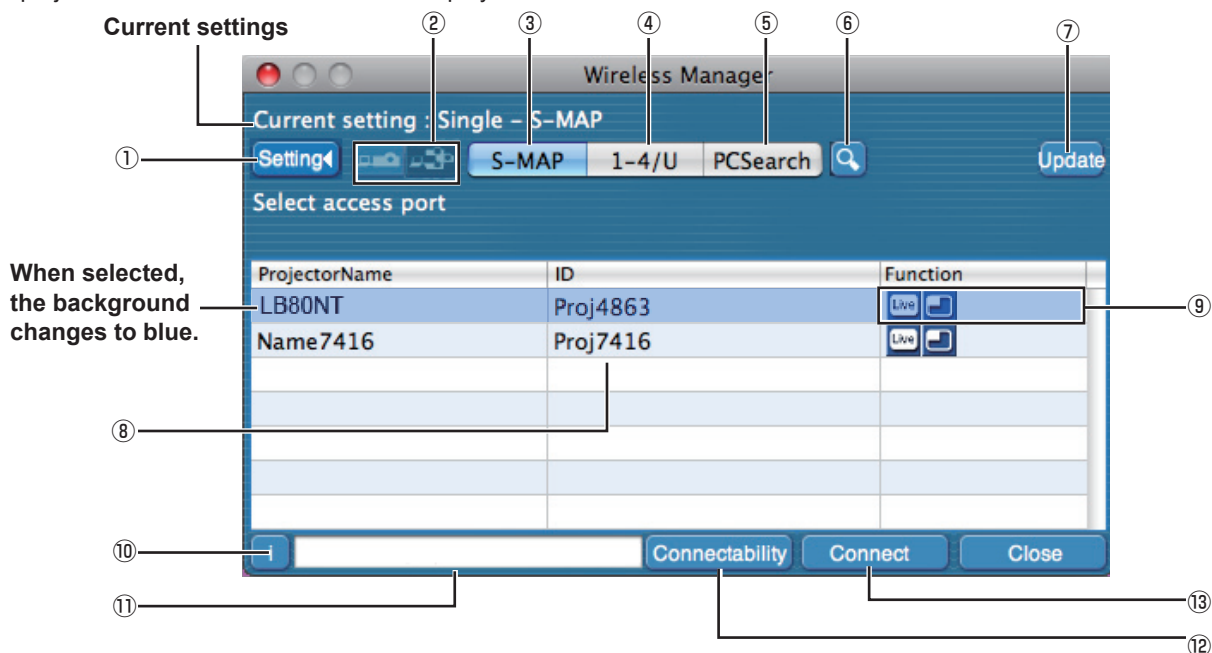 Current settings
② ③ ④ ⑤ ⑥ ⑦
Wireless Manager
Current setting : Single – S–MAP
① Setting S–MAP 1–4/U PCSearch Update
Select access port
When selected,
the background
changes to blue.
ProjectorName ID Function
LB80NT Proj4863 Live ⑨
Name7416 Proj7416 Live
⑧
⑩ i Connectability Connect Close
⑪ ⑬
⑫